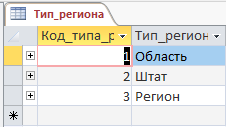 Тип_региона
Код_типа_р Тип_регион
1 Область
2 Штат
3 Регион